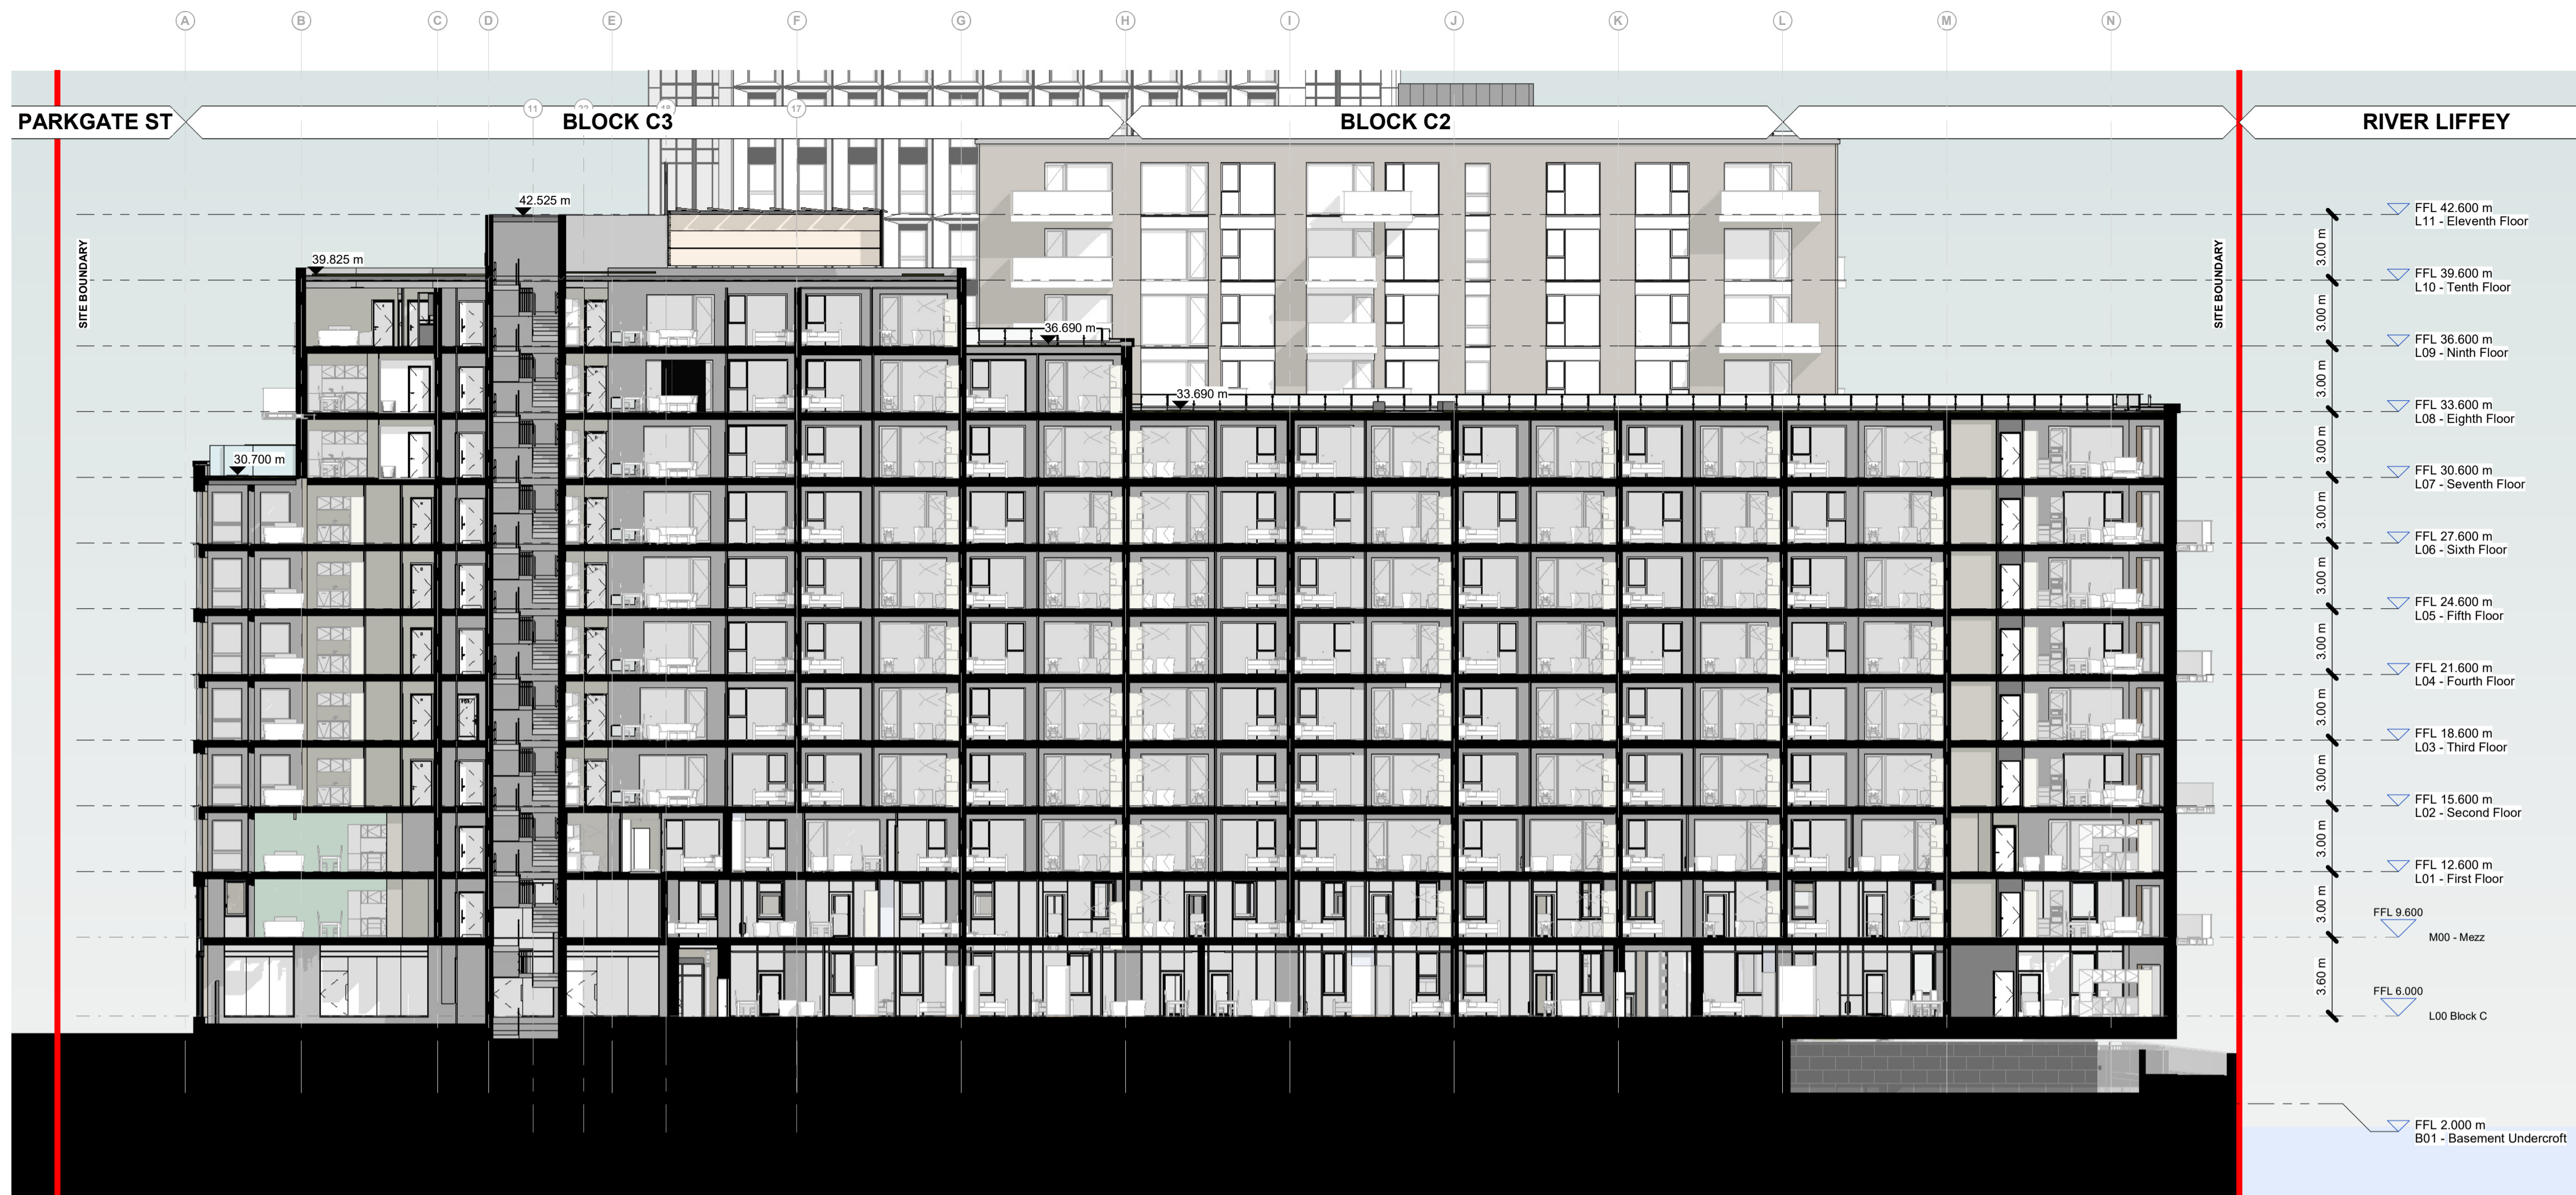 A B C D E F G H I J K L M N
PARKGATE ST
BLOCK C3
BLOCK C2
RIVER LIFFEY
11
17
SITE BOUNDARY
SITE BOUNDARY
42.525 m
39.825 m
36.690 m
33.690 m
30.700 m
FFL 42.600 m
L11 - Eleventh Floor
3.00 m
FFL 39.600 m
L10 - Tenth Floor
3.00 m
FFL 36.600 m
L09 - Ninth Floor
3.00 m
FFL 33.600 m
L08 - Eighth Floor
3.00 m
FFL 30.600 m
L07 - Seventh Floor
3.00 m
FFL 27.600 m
L06 - Sixth Floor
3.00 m
FFL 24.600 m
L05 - Fifth Floor
3.00 m
FFL 21.600 m
L04 - Fourth Floor
3.00 m
FFL 18.600 m
L03 - Third Floor
3.00 m
FFL 15.600 m
L02 - Second Floor
3.00 m
FFL 12.600 m
L01 - First Floor
3.00 m
FFL 9.600
M00 - Mezz
3.60 m
FFL 6.000
L00 Block C
FFL 2.000 m
B01 - Basement Undercroft